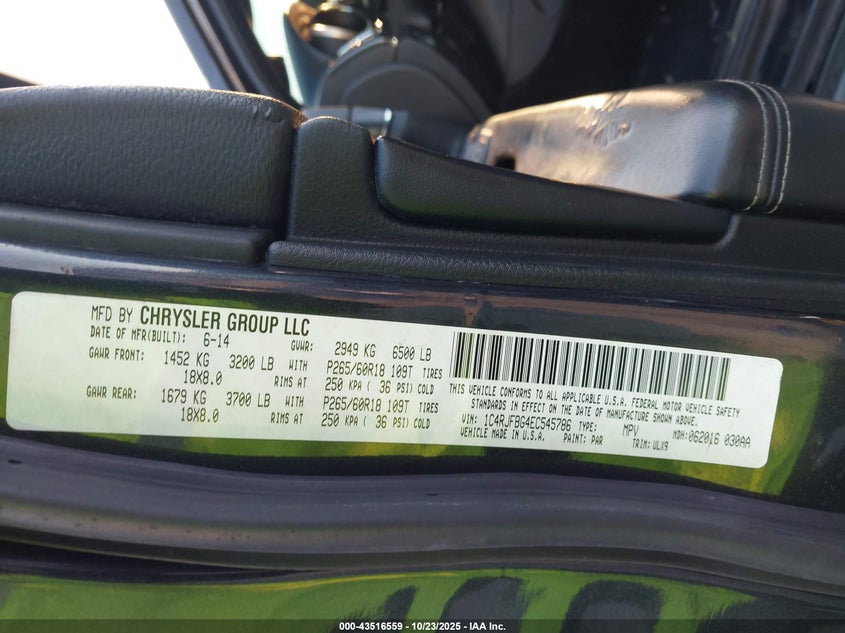 MFD BY CHRYSLER GROUP LLC
DATE OF MFR(BUILT): 6-14 GVWR: 2949 KG 6500 LB
GAWR FRONT: 1452 KG 3200 LB WITH P265/60R18 109T TIRES
18X8.0 RIMS AT 250 KPA ( 36 PSI) COLD
GAWR REAR: 1679 KG 3700 LB WITH P265/60R18 109T TIRES
18X8.0 RIMS AT 250 KPA ( 36 PSI) COLD
THIS VEHICLE CONFORMS TO ALL APPLICABLE U.S.A. FEDERAL MOTOR VEHICLE SAFETY
STANDARDS IN EFFECT ON THE DATE OF MANUFACTURE SHOWN ABOVE.
VIN: 1C4RJFBG4EC545786 TYPE: MPV MDH: 062016 030AA
VEHICLE MADE IN U.S.A. PAINT: PAR TRIM: ULX9
000-43516559 • 10/23/2025 - IAA Inc.